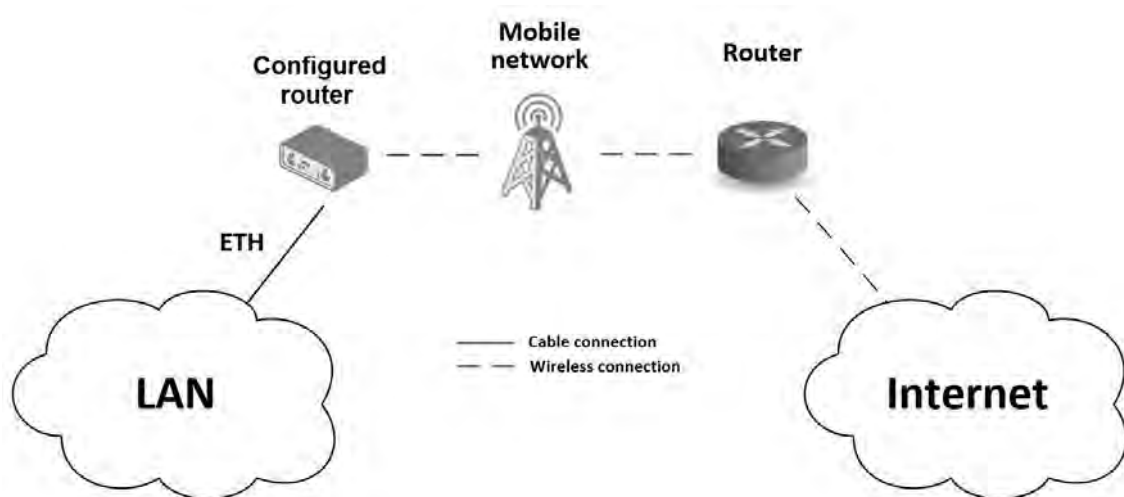 Mobile
network
Router
Configured
router
ETH
Cable connection
Wireless connection
LAN
Internet